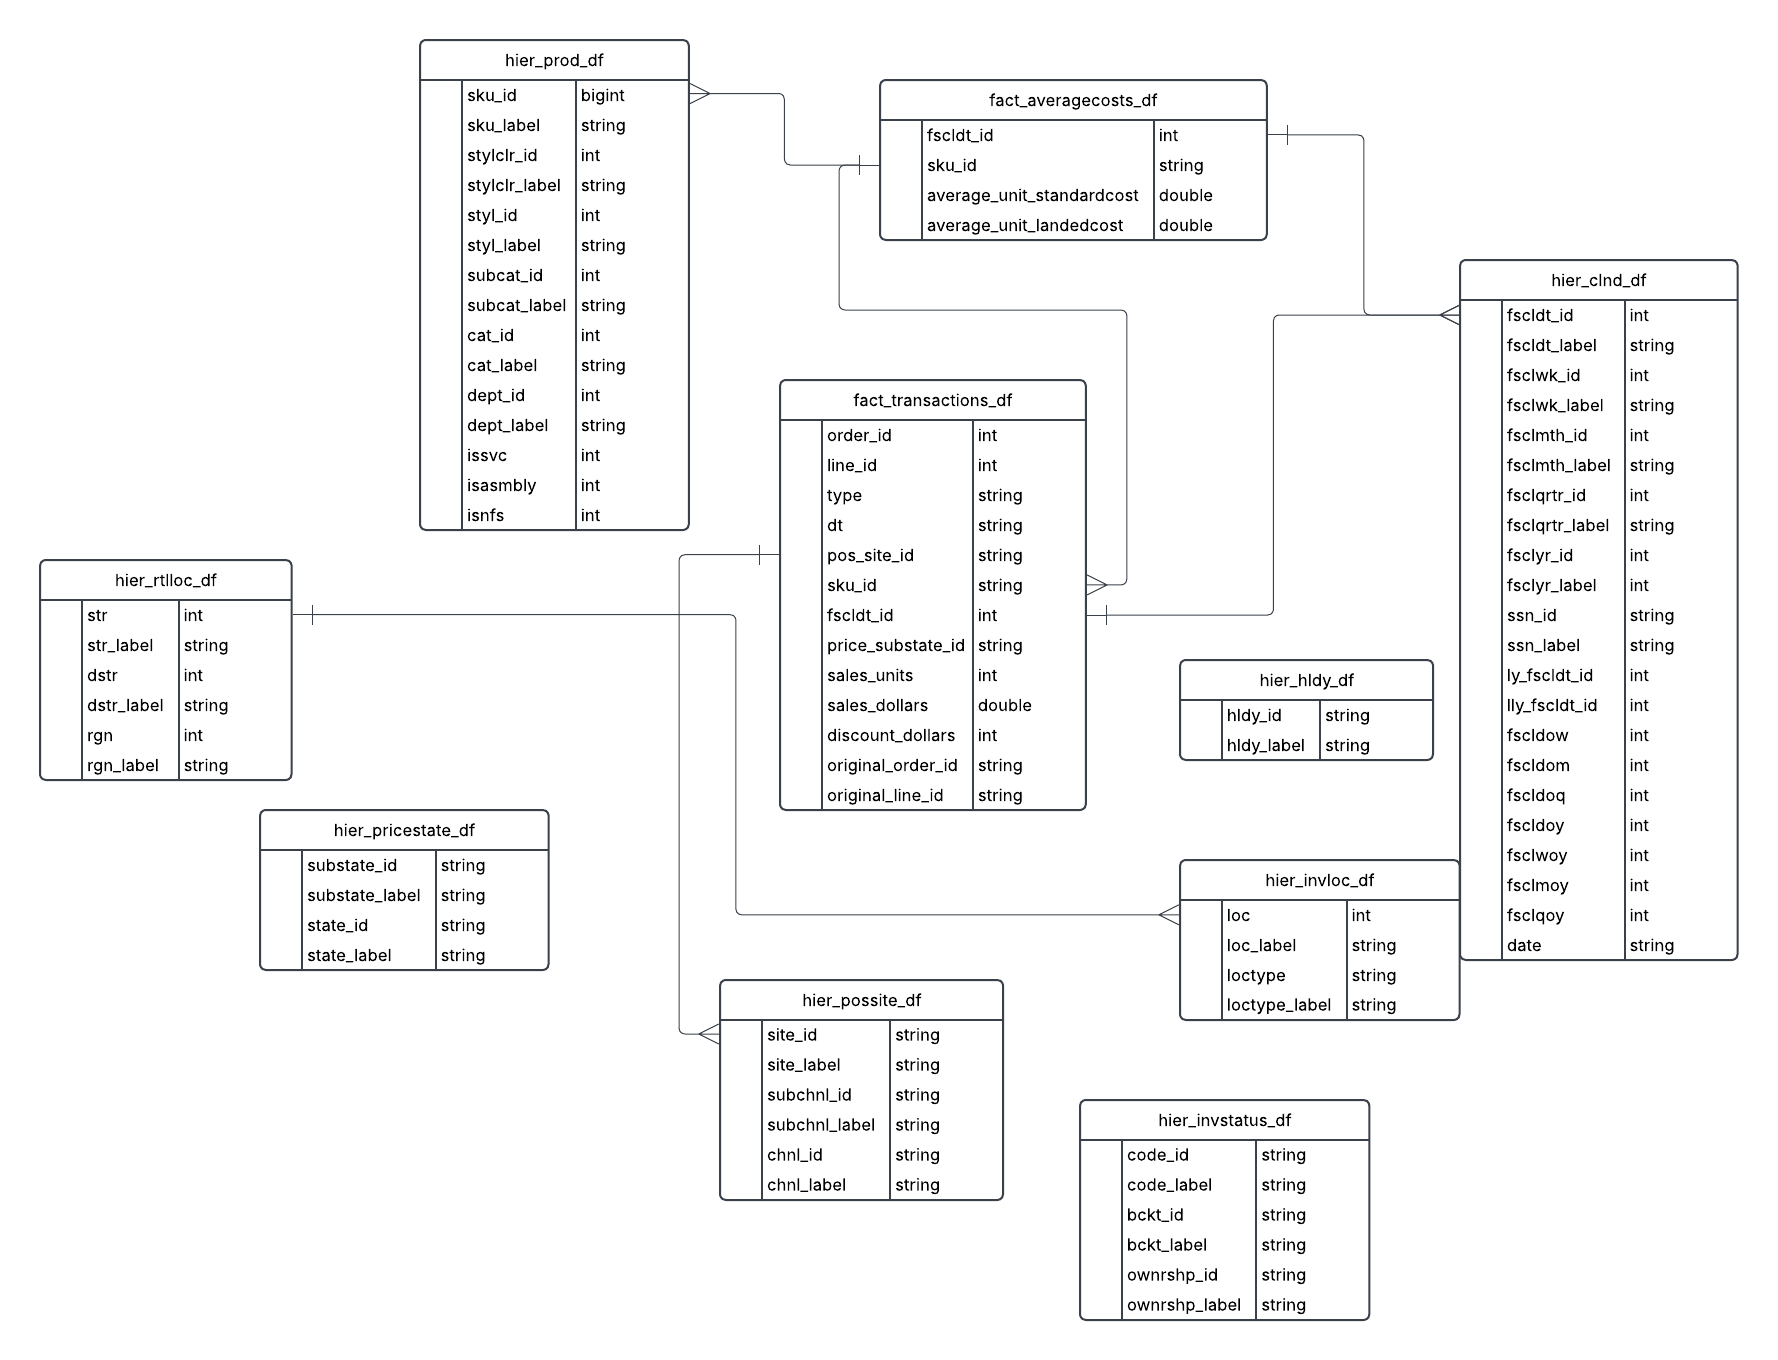 hier_prod_df
sku_id bigint
sku_label string
stylclr_id int
stylclr_label string
styl_id int
styl_label string
subcat_id int
subcat_label string
cat_id int
cat_label string
dept_id int
dept_label string
issvc int
isasmbly int
isnfs int
fact_averagecosts_df
fscldt_id int
sku_id string
average_unit_standardcost double
average_unit_landedcost double
hier_clnd_df
fscldt_id int
fscldt_label string
fsclwk_id int
fsclwk_label string
fsclmth_id int
fsclmth_label string
fsclqrtr_id int
fsclqrtr_label string
fsclyr_id int
fsclyr_label int
ssn_id string
ssn_label string
ly_fscldt_id int
lly_fscldt_id int
fscldow int
fscldom int
fscldoq int
fscldoy int
fsclwoy int
fsclmoy int
fsclqoy int
date string
fact_transactions_df
order_id int
line_id int
type string
dt string
pos_site_id string
sku_id string
fscldt_id int
price_substate_id string
sales_units int
sales_dollars double
discount_dollars int
original_order_id string
original_line_id string
hier_rtlloc_df
str int
str_label string
dstr int
dstr_label string
rgn int
rgn_label string
hier_hldy_df
hldy_id string
hldy_label string
hier_pricestate_df
substate_id string
substate_label string
state_id string
state_label string
hier_invloc_df
loc int
loc_label string
loctype string
loctype_label string
hier_possite_df
site_id string
site_label string
subchnl_id string
subchnl_label string
chnl_id string
chnl_label string
hier_invstatus_df
code_id string
code_label string
bckt_id string
bckt_label string
ownrshp_id string
ownrshp_label string